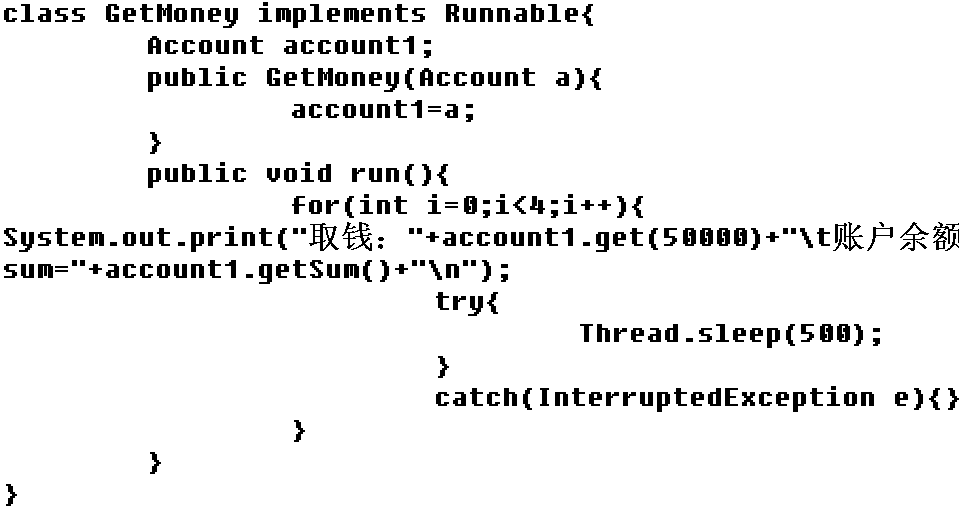 class GetMoney implements Runnable{
Account account1;
public GetMoney(Account a){
account1=a;
}
public void run(){
for(int i=0;i<4;i++){
System.out.print("取钱："+account1.get(50000)+"\t账户余额
sum="+account1.getSum()+"\n");
try{
Thread.sleep(500);
}
catch(InterruptedException e){}
}
}
}